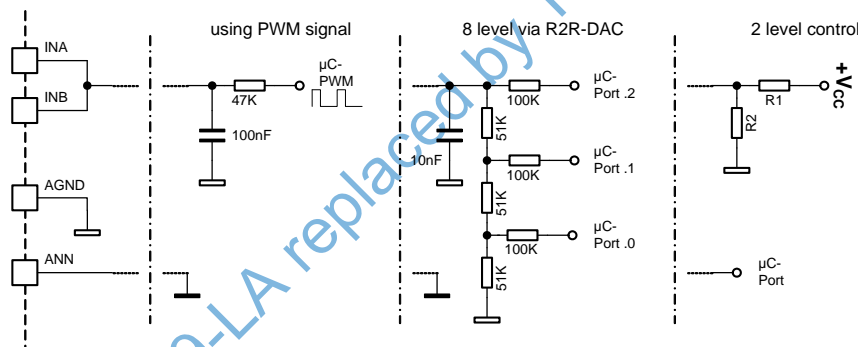 using PWM signal
8 level via R2R-DAC
2 level control
INA
INB
AGND
ANN
47K
100nF
µC-
PWM
10nF
100K
µC-
Port .2
51K
100K
µC-
Port .1
51K
100K
µC-
Port .0
51K
R1
R2
+VCC
µC-
Port
-LA replaced by